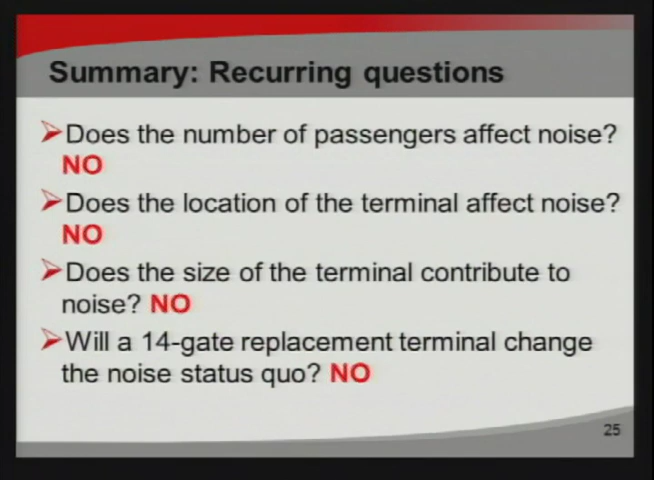 Summary: Recurring questions
Does the number of passengers affect noise?
NO
Does the location of the terminal affect noise?
NO
Does the size of the terminal contribute to
noise? NO
Will a 14-gate replacement terminal change
the noise status quo? NO
25